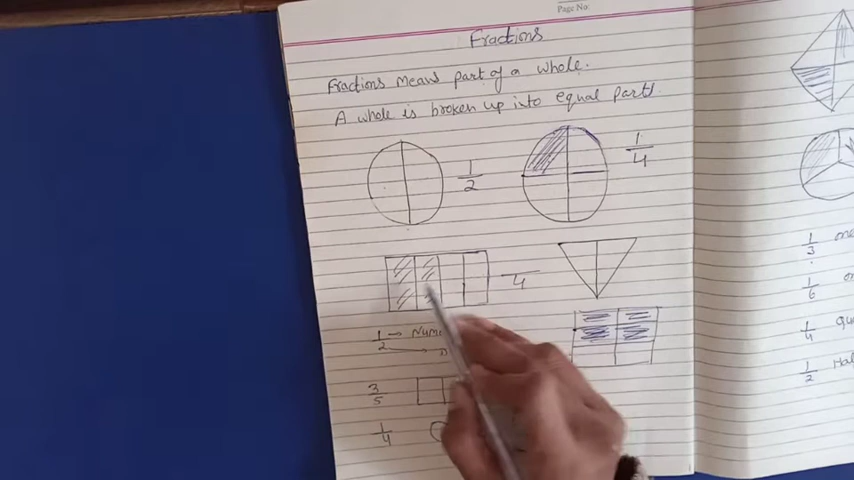 Page No:
Fractions
Fractions Means part of a whole.
A whole is broken up into equal parts
1/2
1/4
/4
1/2 →
3/5
1/4
1/3
1/6
1/4
1/2